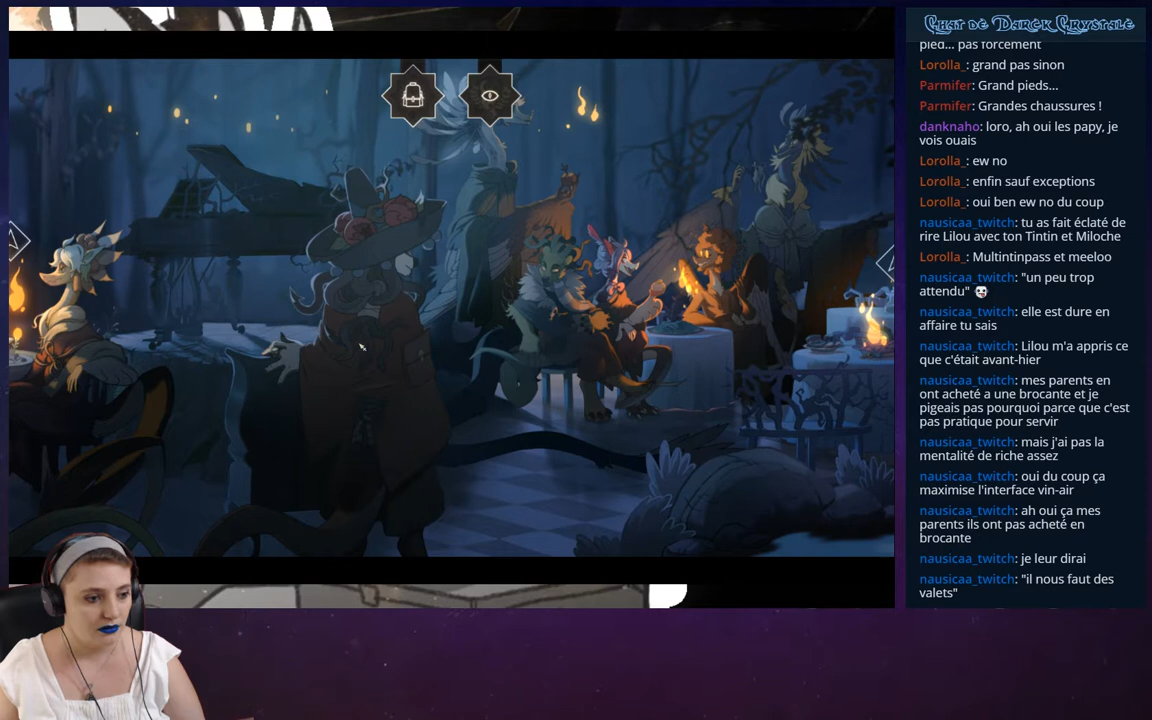 Chat de Darck Crystale
pied... pas forcement
Lorolla_: grand pas sinon
Parmifer: Grand pieds...
Parmifer: Grandes chaussures !
danknaho: loro, ah oui les papy, je
vois ouais
Lorolla_: ew no
Lorolla_: enfin sauf exceptions
Lorolla_: oui ben ew no du coup
nausicaa_twitch: tu as fait éclaté de
rire Lilou avec ton Tintin et Miloche
Lorolla_: Multintinpass et meeloo
nausicaa_twitch: "un peu trop
attendu"
nausicaa_twitch: elle est dure en
affaire tu sais
nausicaa_twitch: Lilou m'a appris ce
que c'était avant-hier
nausicaa_twitch: mes parents en
ont acheté a une brocante et je
pigeais pas pourquoi parce que c'est
pas pratique pour servir
nausicaa_twitch: mais j'ai pas la
mentalité de riche assez
nausicaa_twitch: oui du coup ça
maximise l'interface vin-air
nausicaa_twitch: ah oui ça mes
parents ils ont pas acheté en
brocante
nausicaa_twitch: je leur dirai
nausicaa_twitch: "il nous faut des
valets"